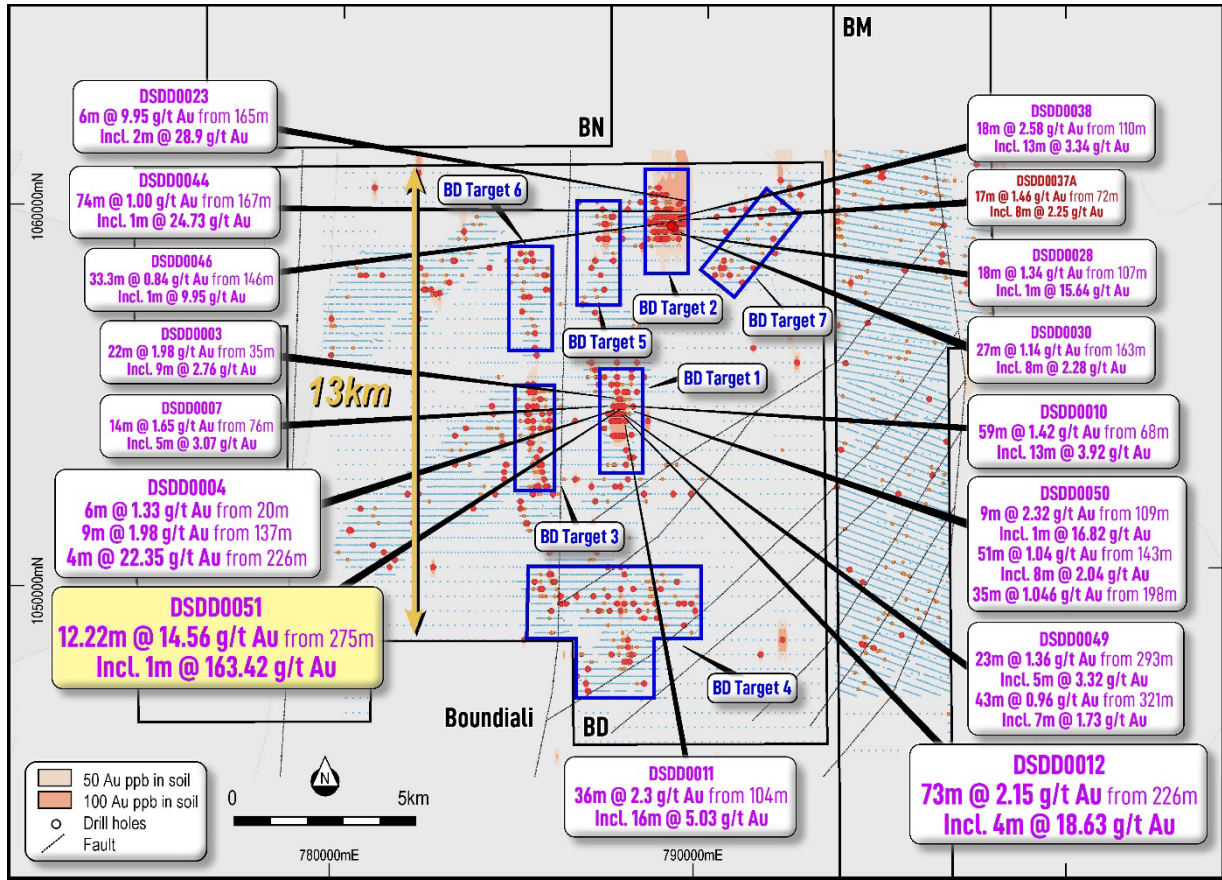 BN
BM
DSDD0023
6m @ 9.95 g/t Au from 165m
Incl. 2m @ 28.9 g/t Au
DSDD0044
74m @ 1.00 g/t Au from 167m
Incl. 1m @ 24.73 g/t Au
DSDD0046
33.3m @ 0.84 g/t Au from 146m
Incl. 1m @ 9.95 g/t Au
DSDD0003
22m @ 1.98 g/t Au from 35m
Incl. 9m @ 2.76 g/t Au
DSDD0007
14m @ 1.65 g/t Au from 76m
Incl. 5m @ 3.07 g/t Au
DSDD0004
6m @ 1.33 g/t Au from 20m
9m @ 1.98 g/t Au from 137m
4m @ 22.35 g/t Au from 226m
DSDD0051
12.22m @ 14.56 g/t Au from 275m
Incl. 1m @ 163.42 g/t Au
1060000mN
1050000mN
13km
BD Target 6
BD Target 2
BD Target 7
BD Target 5
BD Target 1
BD Target 3
BD Target 4
Boundiali
BD
DSDD0038
18m @ 2.58 g/t Au from 110m
Incl. 13m @ 3.34 g/t Au
DSDD0037A
17m @ 1.46 g/t Au from 72m
Incl. 8m @ 2.25 g/t Au
DSDD0028
18m @ 1.34 g/t Au from 107m
Incl. 1m @ 15.64 g/t Au
DSDD0030
27m @ 1.14 g/t Au from 163m
Incl. 8m @ 2.28 g/t Au
DSDD0010
59m @ 1.42 g/t Au from 68m
Incl. 13m @ 3.92 g/t Au
DSDD0050
9m @ 2.32 g/t Au from 109m
Incl. 1m @ 16.82 g/t Au
51m @ 1.04 g/t Au from 143m
Incl. 8m @ 2.04 g/t Au
35m @ 1.046 g/t Au from 198m
DSDD0049
23m @ 1.36 g/t Au from 293m
Incl. 5m @ 3.32 g/t Au
43m @ 0.96 g/t Au from 321m
Incl. 7m @ 1.73 g/t Au
DSDD0012
73m @ 2.15 g/t Au from 226m
Incl. 4m @ 18.63 g/t Au
DSDD0011
36m @ 2.3 g/t Au from 104m
Incl. 16m @ 5.03 g/t Au
50 Au ppb in soil
100 Au ppb in soil
Drill holes
Fault
N
0 5km
780000mE
790000mE